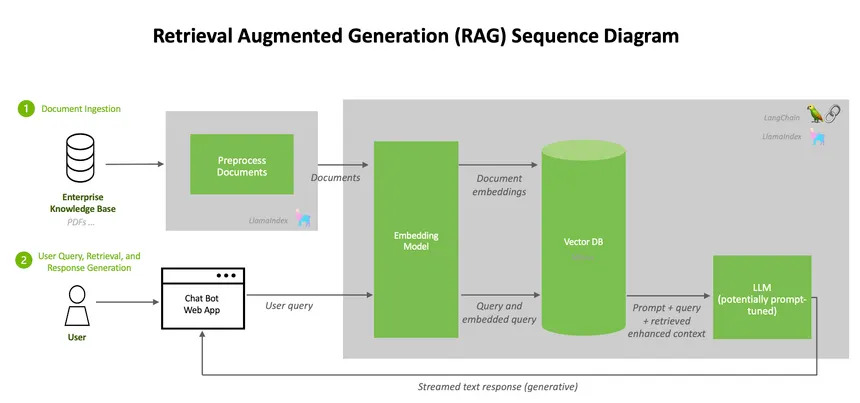 Retrieval Augmented Generation (RAG) Sequence Diagram
1
Document Ingestion
Enterprise
Knowledge Base
PDFs ...
Preprocess
Documents
LlamaIndex
Documents
Embedding
Model
Document
embeddings
Vector DB
LangChain
LlamaIndex
2
User Query, Retrieval, and
Response Generation
User
Chat Bot
Web App
User query
Query and
embedded query
Prompt + query
+ retrieved
enhanced context
LLM
(potentially prompt-
tuned)
Streamed text response (generative)